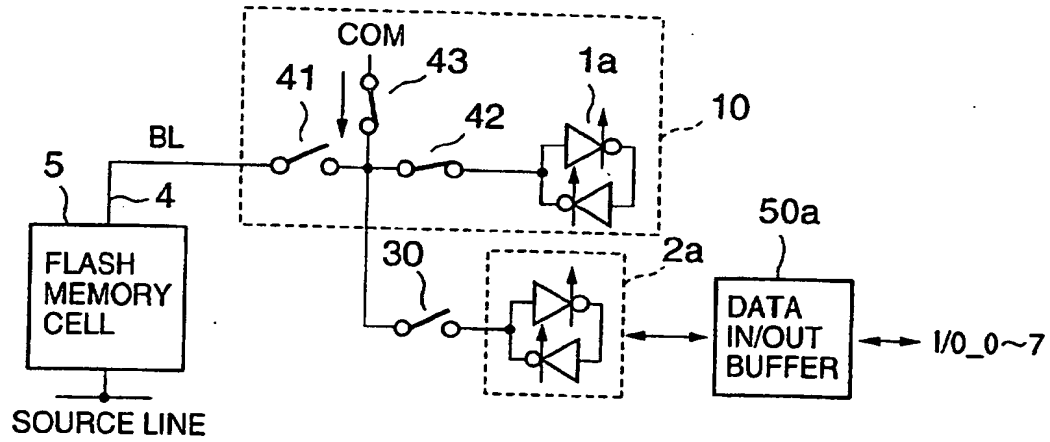 COM
43
1a
41
10
42
BL
5
4
50a
30
2a
FLASH
MEMORY
CELL
DATA
IN/OUT
BUFFER
I/0_0~7
SOURCE LINE